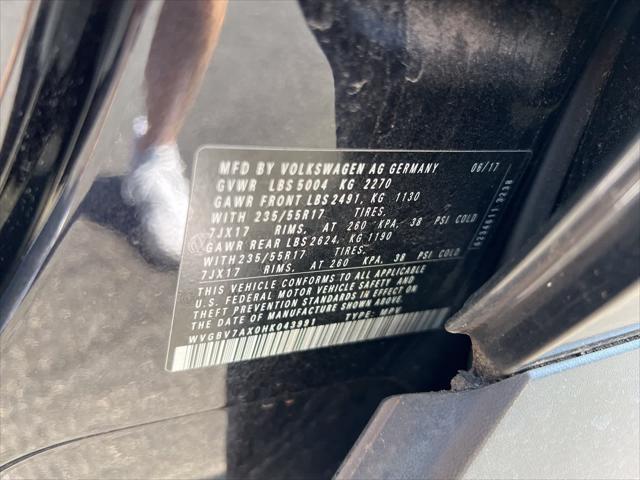 MFD BY VOLKSWAGEN AG GERMANY 06/17
GVWR LBS 5004 KG 2270
GAWR FRONT LBS 2491, KG 1130
WITH 235/55R17 TIRES.
7JX17 RIMS, AT 260 KPA, 38 PSI COLD
GAWR REAR LBS 2624, KG 1190
WITH 235/55R17 TIRES.
7JX17 RIMS, AT 260 KPA, 38 PSI COLD
THIS VEHICLE CONFORMS TO ALL APPLICABLE
U.S. FEDERAL MOTOR VEHICLE SAFETY AND
THEFT PREVENTION STANDARDS IN EFFECT ON
THE DATE OF MANUFACTURE SHOWN ABOVE.
WVGBV7AX0HK043991 TYPE: MPV